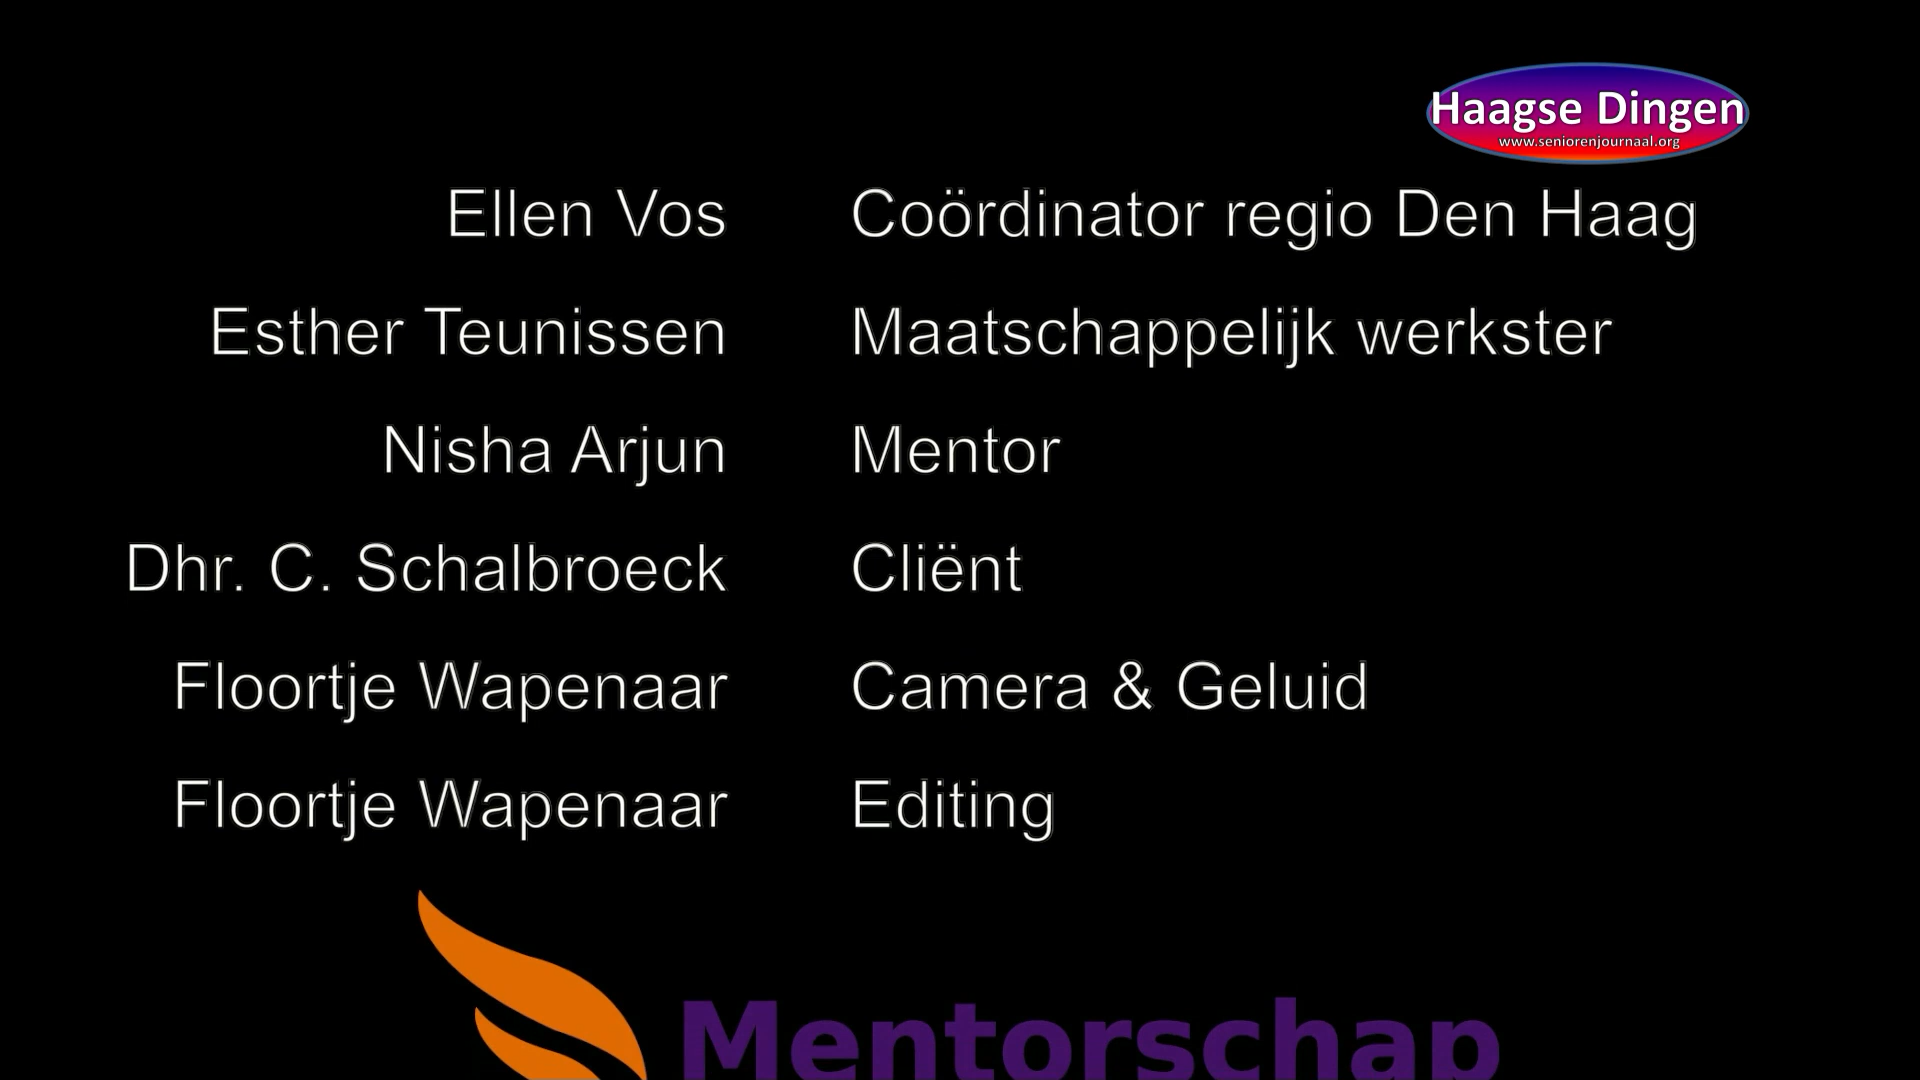 Haagse Dingen
www.seniorenjournaal.org
Ellen Vos Coördinator regio Den Haag
Esther Teunissen Maatschappelijk werkster
Nisha Arjun Mentor
Dhr. C. Schalbroeck Cliënt
Floortje Wapenaar Camera & Geluid
Floortje Wapenaar Editing
Mentorschap